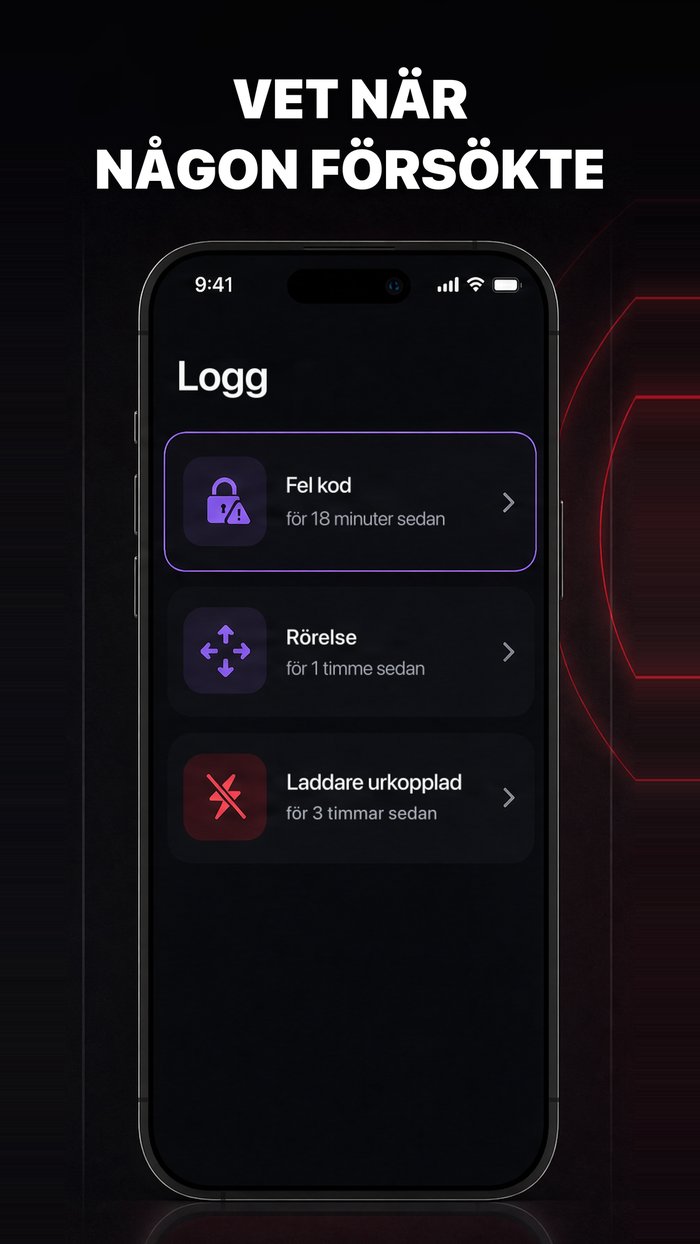 VET NÄR
NÅGON FÖRSÖKTE
9:41
Logg
Fel kod
för 18 minuter sedan
Rörelse
för 1 timme sedan
Laddare urkopplad
för 3 timmar sedan